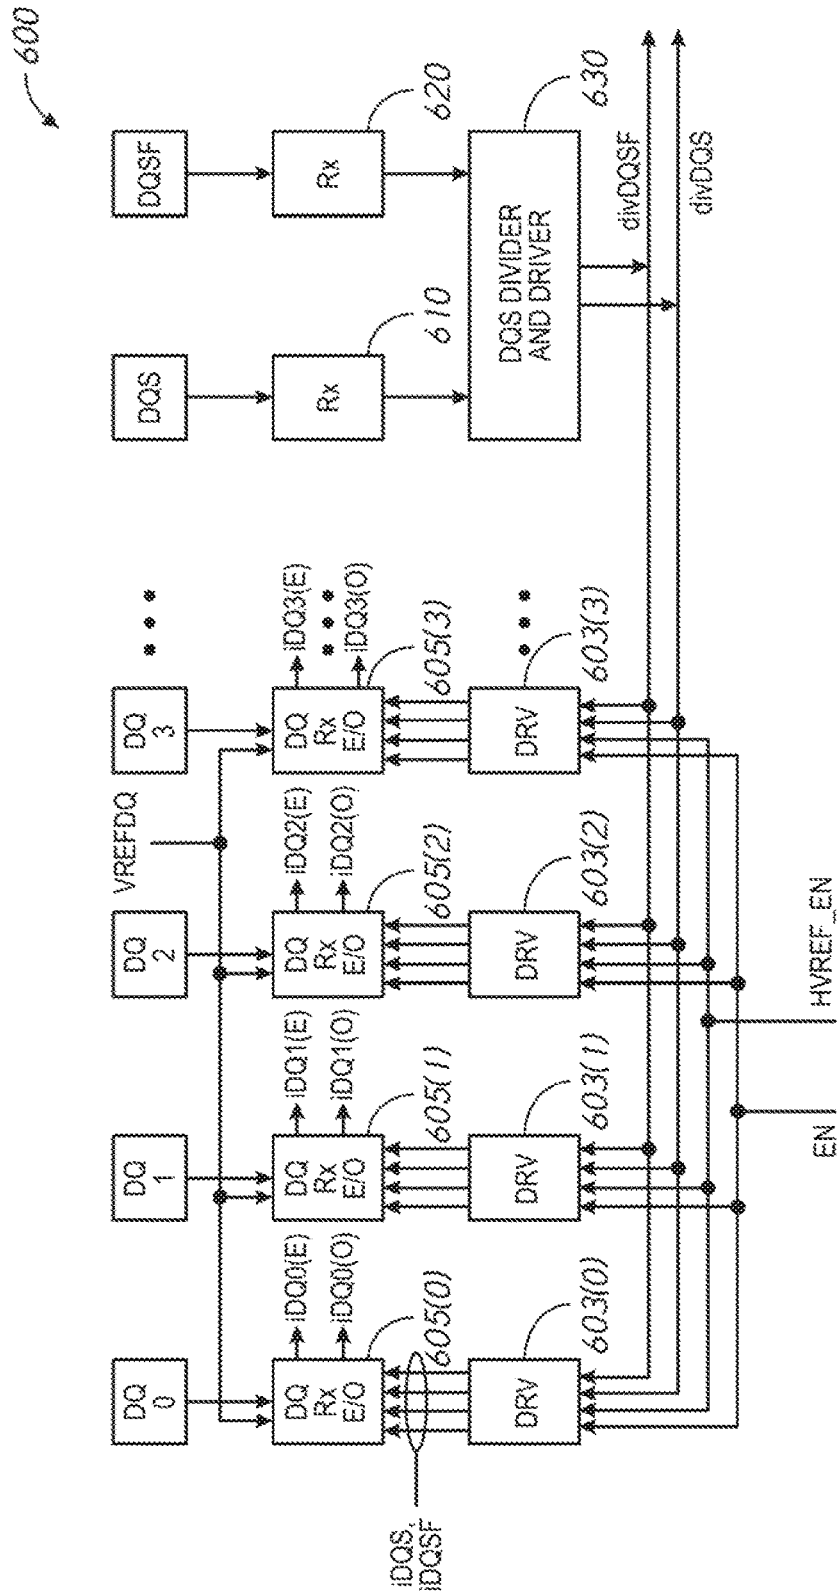 600
DQ
0
DQ
1
DQ
2
DQ
3
DQS
DQSF
VREFDQ
DQ
Rx
E/O
iDQ0(E)
iDQ0(O)
605(0)
DQ
Rx
E/O
iDQ1(E)
iDQ1(O)
605(1)
DQ
Rx
E/O
iDQ2(E)
iDQ2(O)
605(2)
DQ
Rx
E/O
iDQ3(E)
iDQ3(O)
605(3)
Rx
610
Rx
620
iDQS,
iDQSF
DRV
603(0)
DRV
603(1)
DRV
603(2)
DRV
603(3)
DQS DIVIDER
AND DRIVER
630
divDQSF
divDQS
EN
HVREF_EN